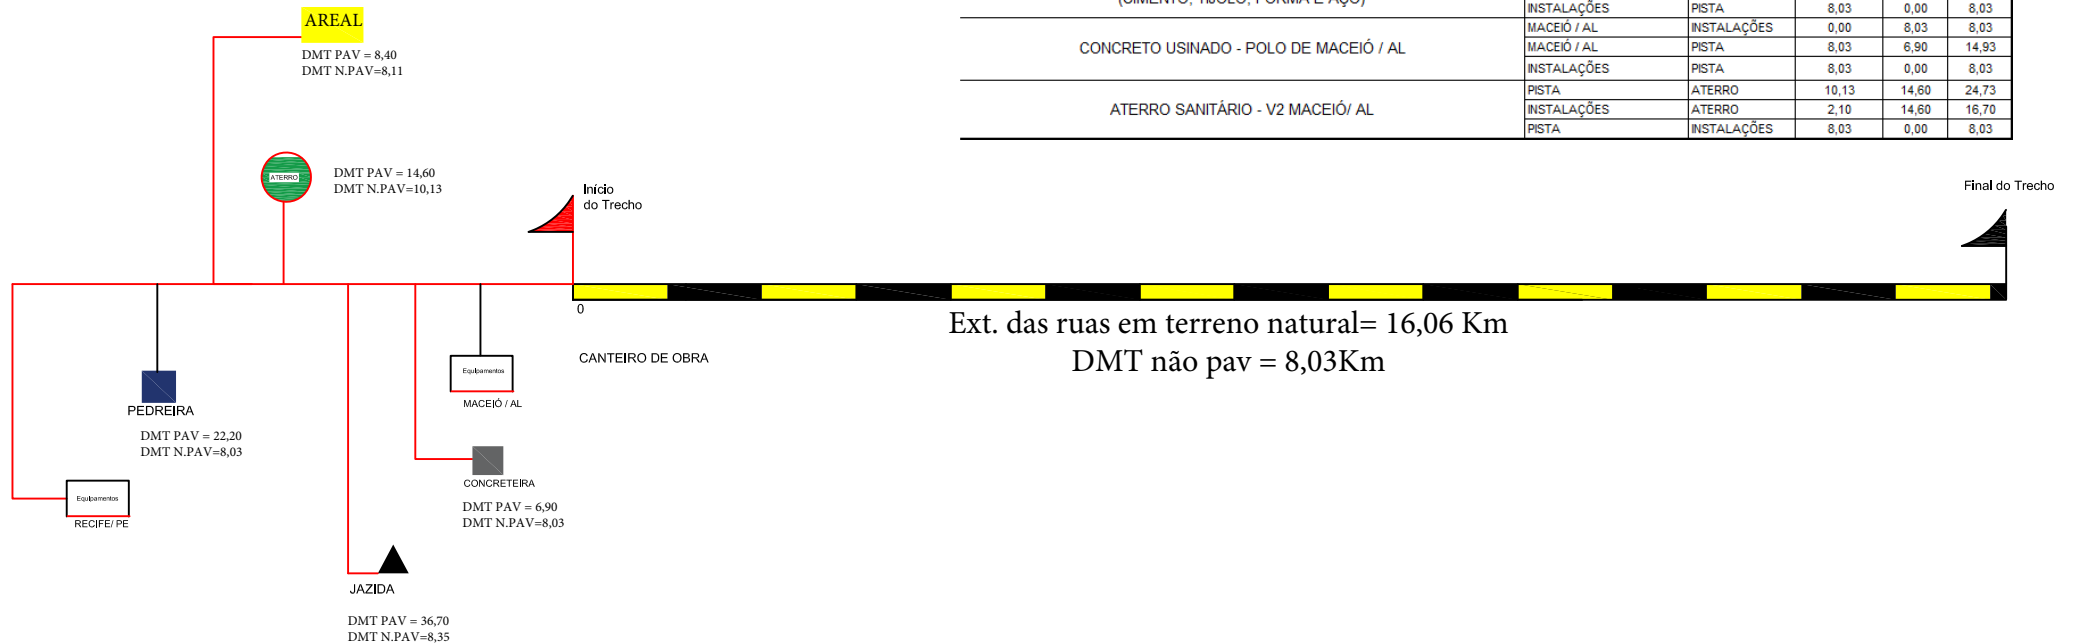 (CIMENTO, TIJOLO, FORMA E AÇO)
INSTALAÇÕES PISTA 8,03 0,00 8,03
CONCRETO USINADO - POLO DE MACEIÓ / AL
MACEIÓ / AL INSTALAÇÕES 0,00 8,03 8,03
MACEIÓ / AL PISTA 8,03 6,90 14,93
INSTALAÇÕES PISTA 8,03 0,00 8,03
ATERRO SANITÁRIO - V2 MACEIÓ/ AL
PISTA ATERRO 10,13 14,60 24,73
INSTALAÇÕES ATERRO 2,10 14,60 16,70
PISTA INSTALAÇÕES 8,03 0,00 8,03
AREAL
DMT PAV = 8,40
DMT N.PAV=8,11
ATERRO
DMT PAV = 14,60
DMT N.PAV=10,13
Início
do Trecho
Final do Trecho
0
Ext. das ruas em terreno natural= 16,06 Km
DMT não pav = 8,03Km
CANTEIRO DE OBRA
Equipamentos
MACEIÓ / AL
PEDREIRA
DMT PAV = 22,20
DMT N.PAV=8,03
CONCRETEIRA
DMT PAV = 6,90
DMT N.PAV=8,03
Equipamentos
RECIFE/ PE
JAZIDA
DMT PAV = 36,70
DMT N.PAV=8,35